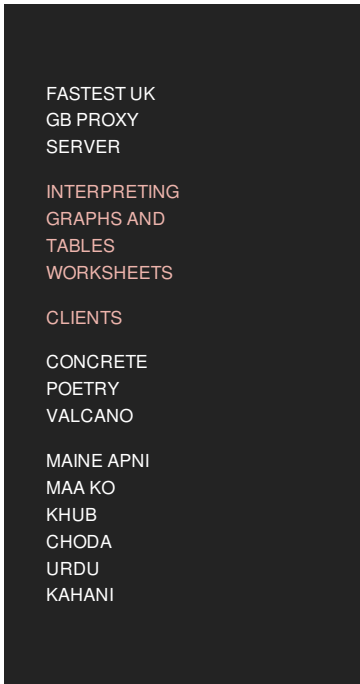 FASTEST UK
GB PROXY
SERVER
INTERPRETING
GRAPHS AND
TABLES
WORKSHEETS
CLIENTS
CONCRETE
POETRY
VALCANO
MAINE APNI
MAA KO
KHUB
CHODA
URDU
KAHANI